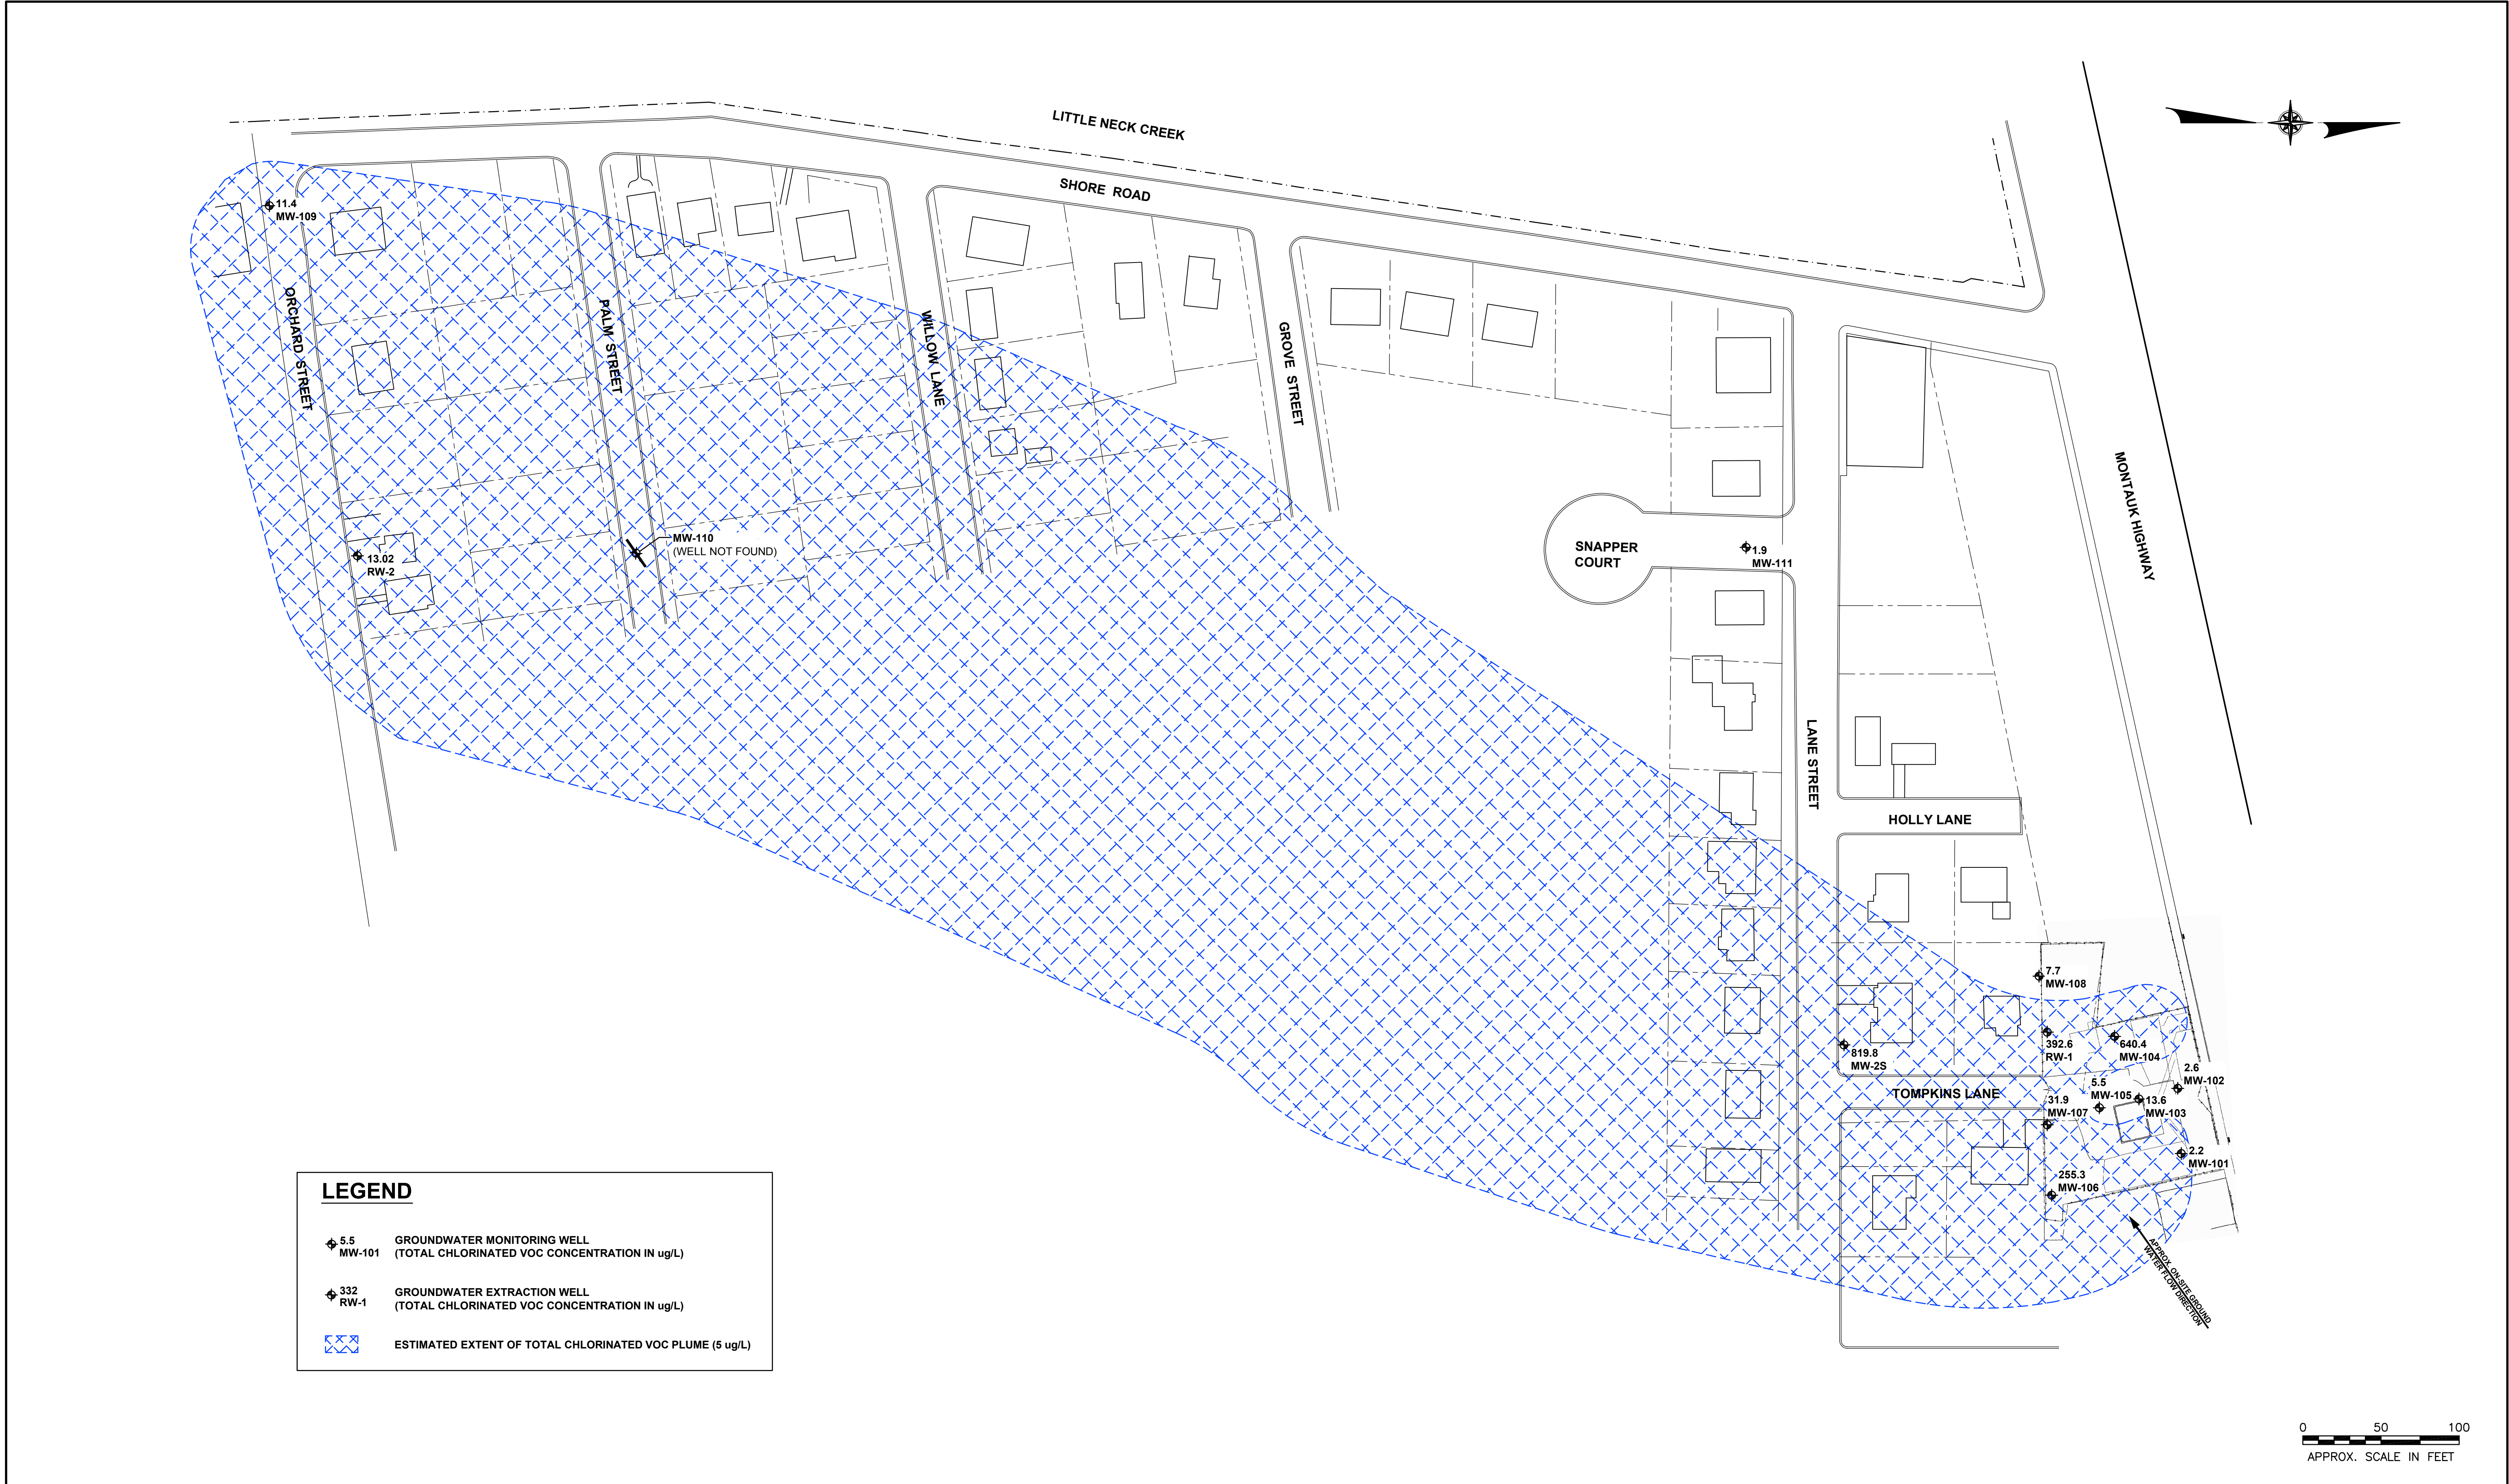 LITTLE NECK CREEK
SHORE ROAD
11.4
MW-109
ORCHARD STREET
PALM STREET
WILLOW LANE
GROVE STREET
MONTAUK HIGHWAY
13.02
RW-2
MW-110
(WELL NOT FOUND)
SNAPPER
COURT
1.9
MW-111
LANE STREET
HOLLY LANE
7.7
MW-108
392.6
RW-1
640.4
MW-104
819.8
MW-2S
2.6
MW-102
TOMPKINS LANE
5.5
MW-105
13.6
MW-103
31.9
MW-107
2.2
MW-101
255.3
MW-106
APPROX. ON-SITE GROUND
WATER FLOW DIRECTION
LEGEND
5.5
MW-101
GROUNDWATER MONITORING WELL
(TOTAL CHLORINATED VOC CONCENTRATION IN ug/L)
332
RW-1
GROUNDWATER EXTRACTION WELL
(TOTAL CHLORINATED VOC CONCENTRATION IN ug/L)
ESTIMATED EXTENT OF TOTAL CHLORINATED VOC PLUME (5 ug/L)
0 50 100
APPROX. SCALE IN FEET